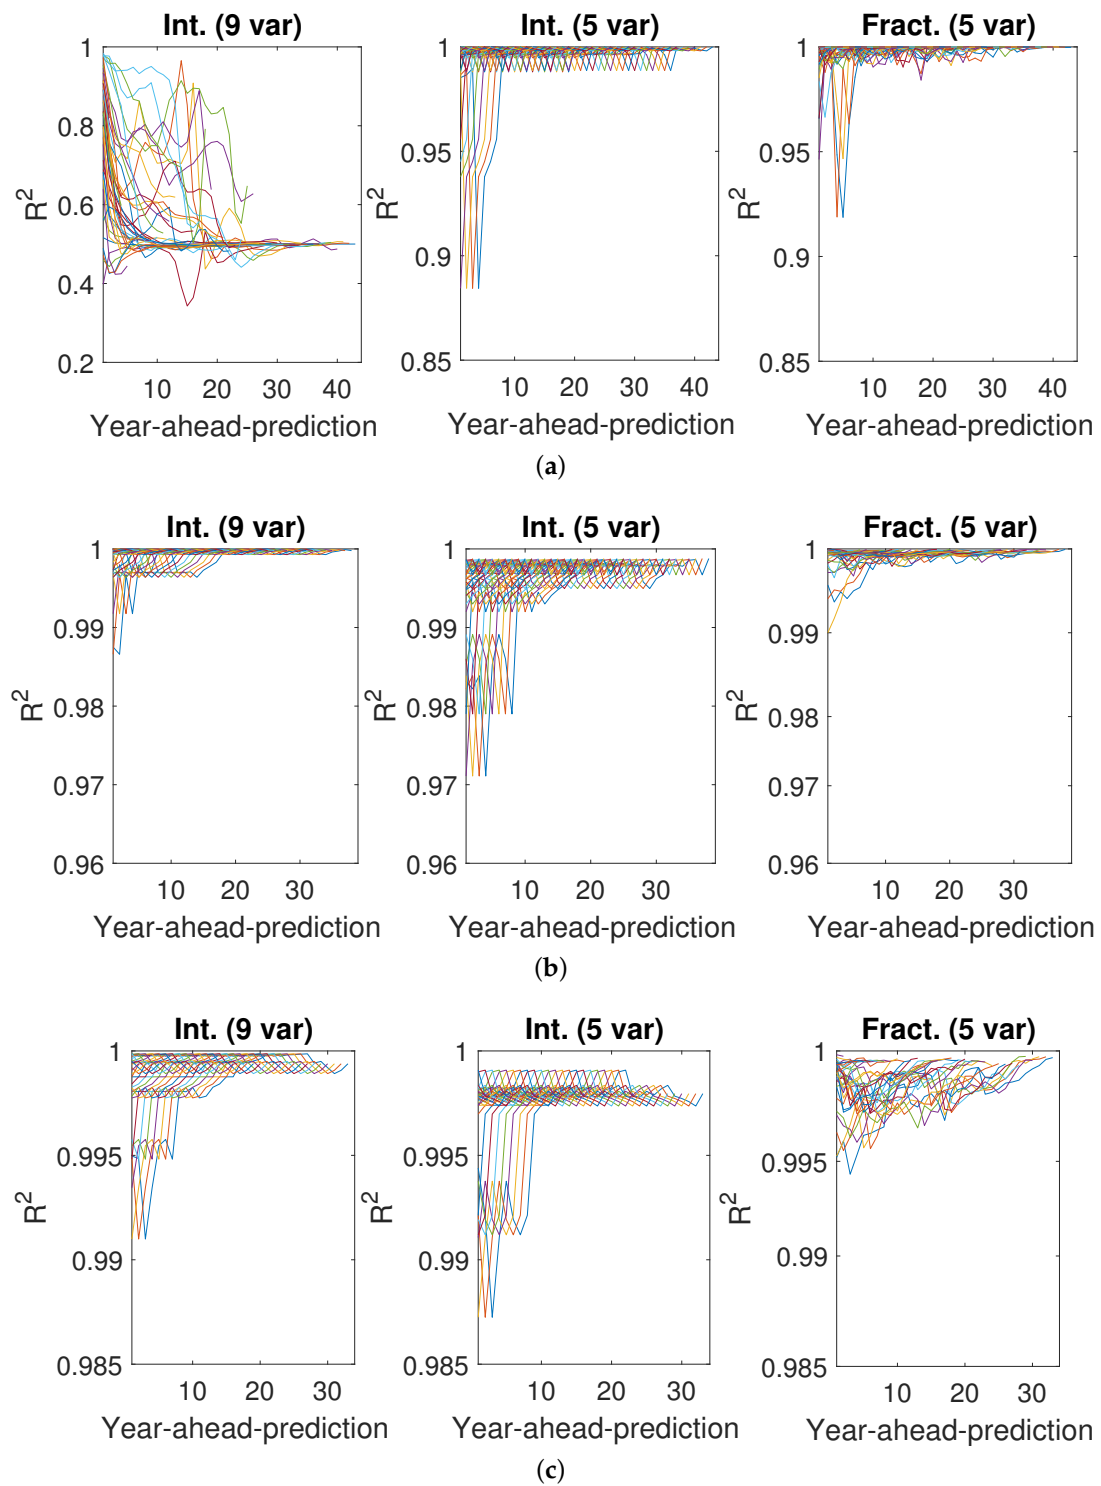 Int. (9 var) Int. (5 var) Fract. (5 var)
1 1 1
0.8 0.95 0.95
0.6 0.9 0.9
0.4 0.85 0.85
0.2
R² R² R²
10 20 30 40 10 20 30 40 10 20 30 40
Year-ahead-prediction Year-ahead-prediction Year-ahead-prediction
(a)
Int. (9 var) Int. (5 var) Fract. (5 var)
1 1 1
0.99 0.99 0.99
0.98 0.98 0.98
0.97 0.97 0.97
0.96 0.96 0.96
R² R² R²
10 20 30 10 20 30 10 20 30
Year-ahead-prediction Year-ahead-prediction Year-ahead-prediction
(b)
Int. (9 var) Int. (5 var) Fract. (5 var)
1 1 1
0.995 0.995 0.995
0.99 0.99 0.99
0.985 0.985 0.985
R² R² R²
10 20 30 10 20 30 10 20 30
Year-ahead-prediction Year-ahead-prediction Year-ahead-prediction
(c)